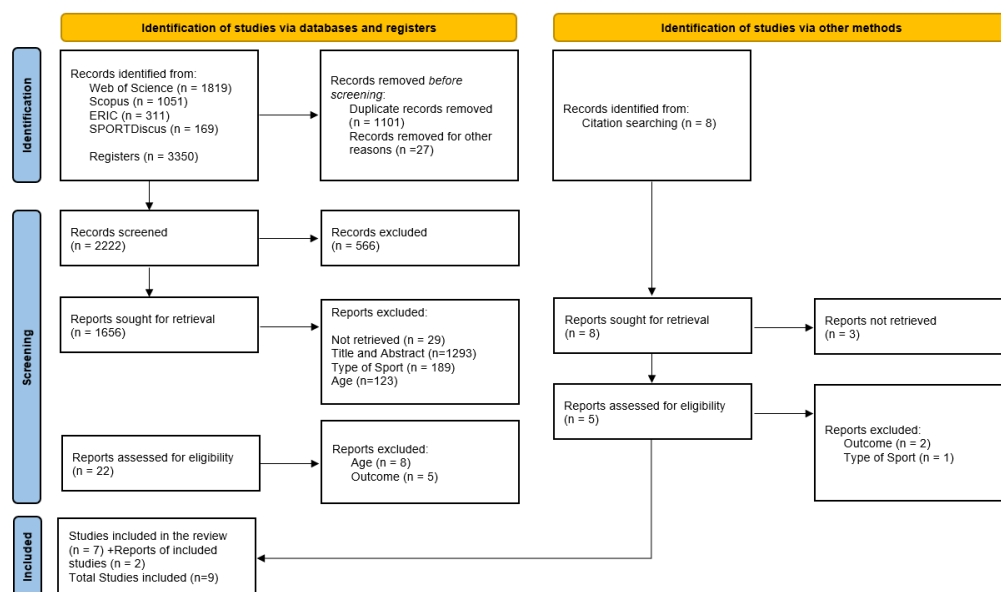 Identification of studies via databases and registers
Identification of studies via other methods
Identification
Records identified from:
Web of Science (n = 1819)
Scopus (n = 1051)
ERIC (n = 311)
SPORTDiscus (n = 169)
Registers (n = 3350)
Records removed before
screening:
Duplicate records removed
(n = 1101)
Records removed for other
reasons (n =27)
Records identified from:
Citation searching (n = 8)
Screening
Records screened
(n = 2222)
Records excluded
(n = 566)
Reports sought for retrieval
(n = 1656)
Reports excluded:
Not retrieved (n = 29)
Title and Abstract (n=1293)
Type of Sport (n = 189)
Age (n=123)
Reports sought for retrieval
(n = 8)
Reports not retrieved
(n = 3)
Reports assessed for eligibility
(n = 22)
Reports excluded:
Age (n = 8)
Outcome (n = 5)
Reports assessed for eligibility
(n = 5)
Reports excluded:
Outcome (n = 2)
Type of Sport (n = 1)
Included
Studies included in the review
(n = 7) +Reports of included
studies (n = 2)
Total Studies included (n=9)